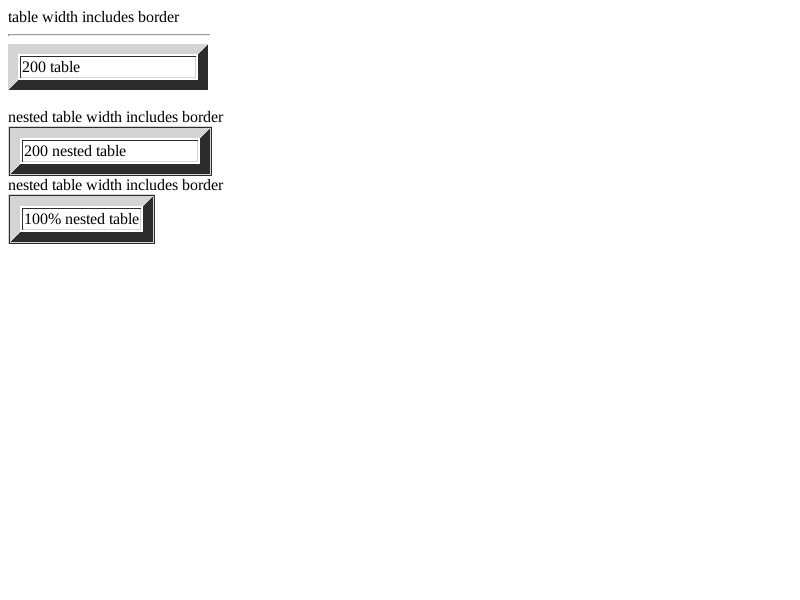 table width includes border
200 table
nested table width includes border
200 nested table
nested table width includes border
100% nested table